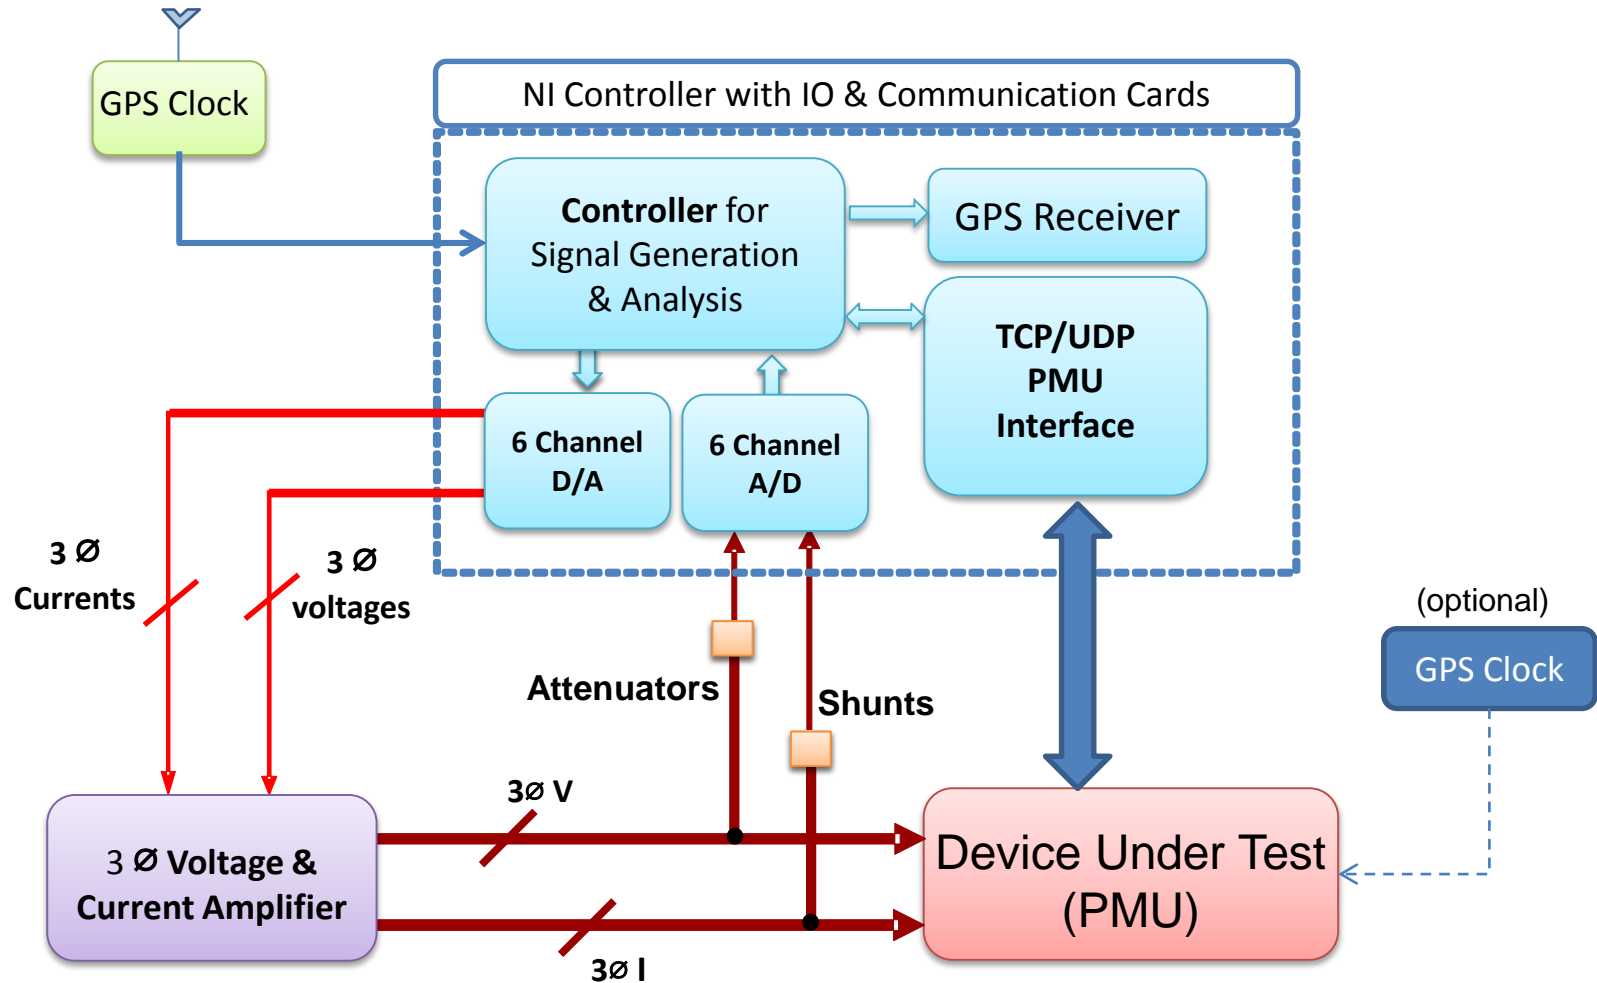 GPS Clock
NI Controller with IO & Communication Cards
Controller for
Signal Generation
& Analysis
GPS Receiver
TCP/UDP
PMU
Interface
6 Channel
D/A
6 Channel
A/D
3 Ø
Currents
3 Ø
voltages
(optional)
GPS Clock
Attenuators
Shunts
3Ø V
3 Ø Voltage &
Current Amplifier
Device Under Test
(PMU)
3Ø I